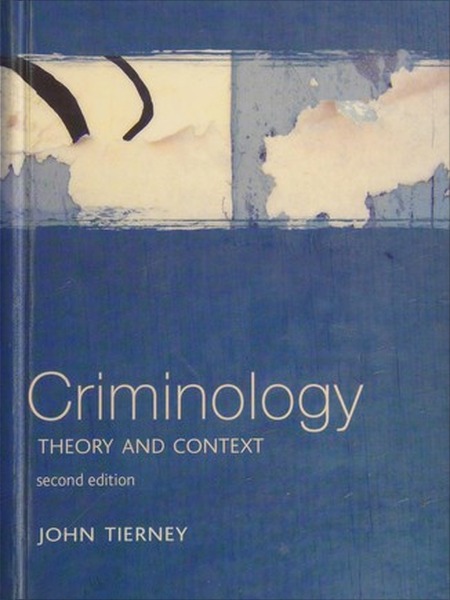 Criminology
THEORY AND CONTEXT
second edition
JOHN TIERNEY